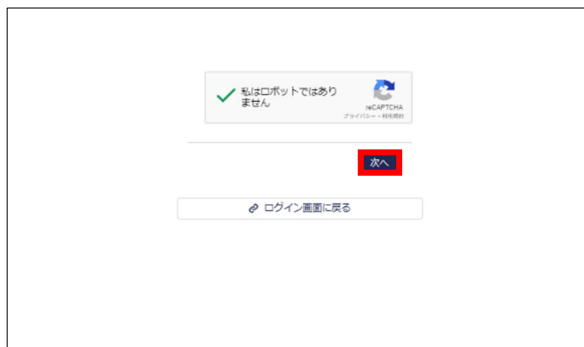 私はロボットではあり
ません
reCAPTCHA
プライバシー - 利用規約
次へ
ログイン画面に戻る